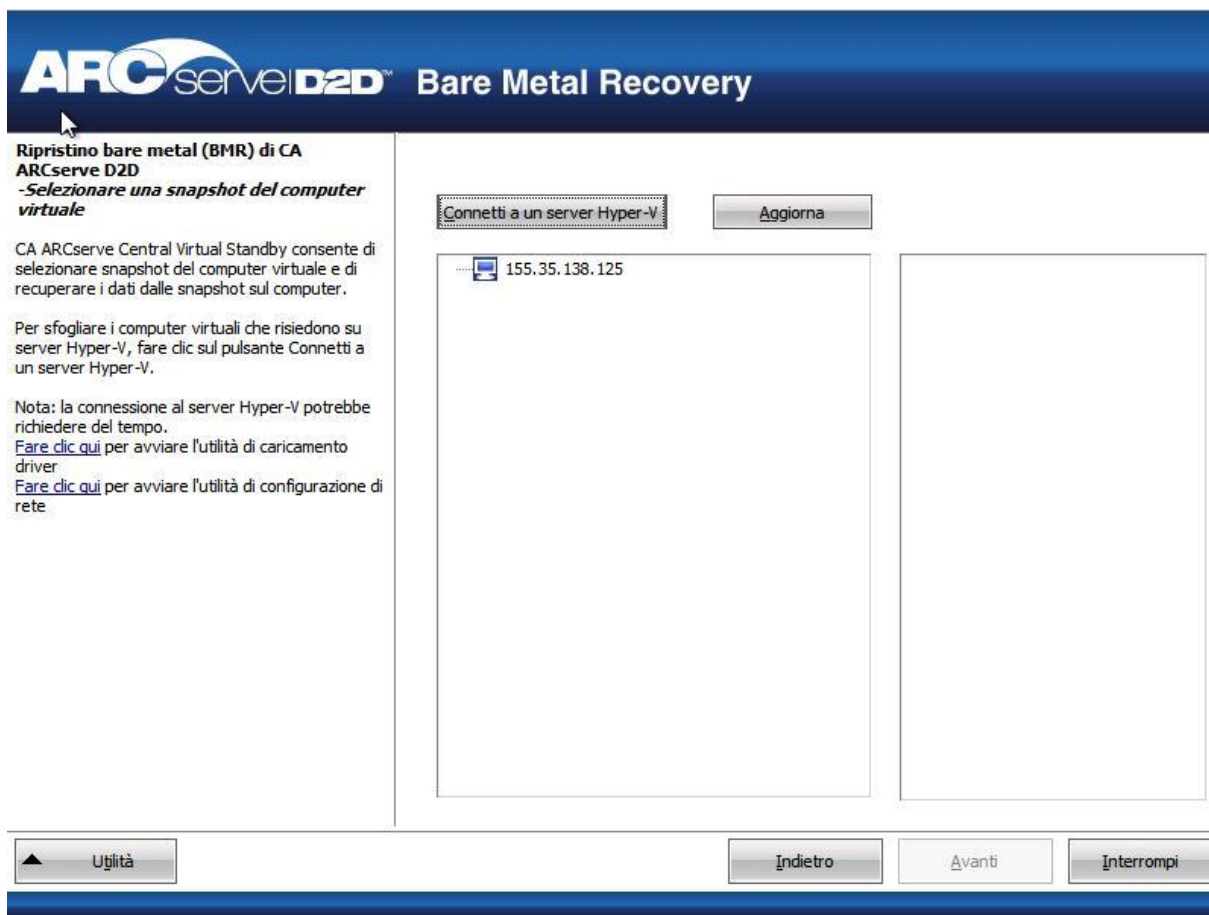 ARCserve D2D™ Bare Metal Recovery
Ripristino bare metal (BMR) di CA
ARCserve D2D
-Selezionare una snapshot del computer
virtuale
CA ARCserve Central Virtual Standby consente di
selezionare snapshot del computer virtuale e di
recuperare i dati dalle snapshot sul computer.
Per sfogliare i computer virtuali che risiedono su
server Hyper-V, fare clic sul pulsante Connetti a
un server Hyper-V.
Nota: la connessione al server Hyper-V potrebbe
richiedere del tempo.
Fare clic qui per avviare l'utilità di caricamento
driver
Fare clic qui per avviare l'utilità di configurazione di
rete
Connetti a un server Hyper-V
Aggiorna
155.35.138.125
Utilità
Indietro
Avanti
Interrompi